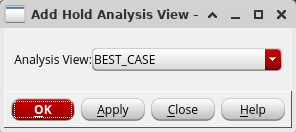 Add Hold Analysis View -
Analysis View: BEST_CASE
OK Apply Close Help